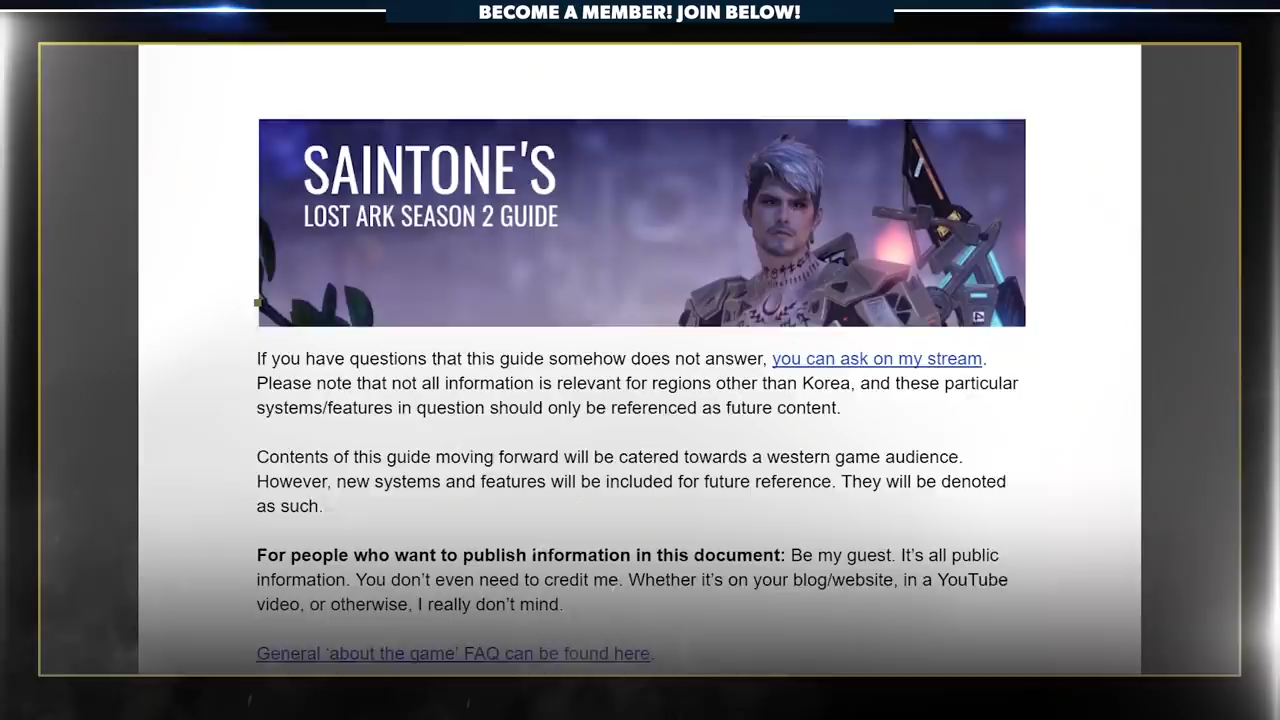 BECOME A MEMBER! JOIN BELOW!
SAINTONE'S
LOST ARK SEASON 2 GUIDE
If you have questions that this guide somehow does not answer, you can ask on my stream.
Please note that not all information is relevant for regions other than Korea, and these particular
systems/features in question should only be referenced as future content.
Contents of this guide moving forward will be catered towards a western game audience.
However, new systems and features will be included for future reference. They will be denoted
as such.
For people who want to publish information in this document: Be my guest. It’s all public
information. You don’t even need to credit me. Whether it’s on your blog/website, in a YouTube
video, or otherwise, I really don’t mind.
General ‘about the game’ FAQ can be found here.